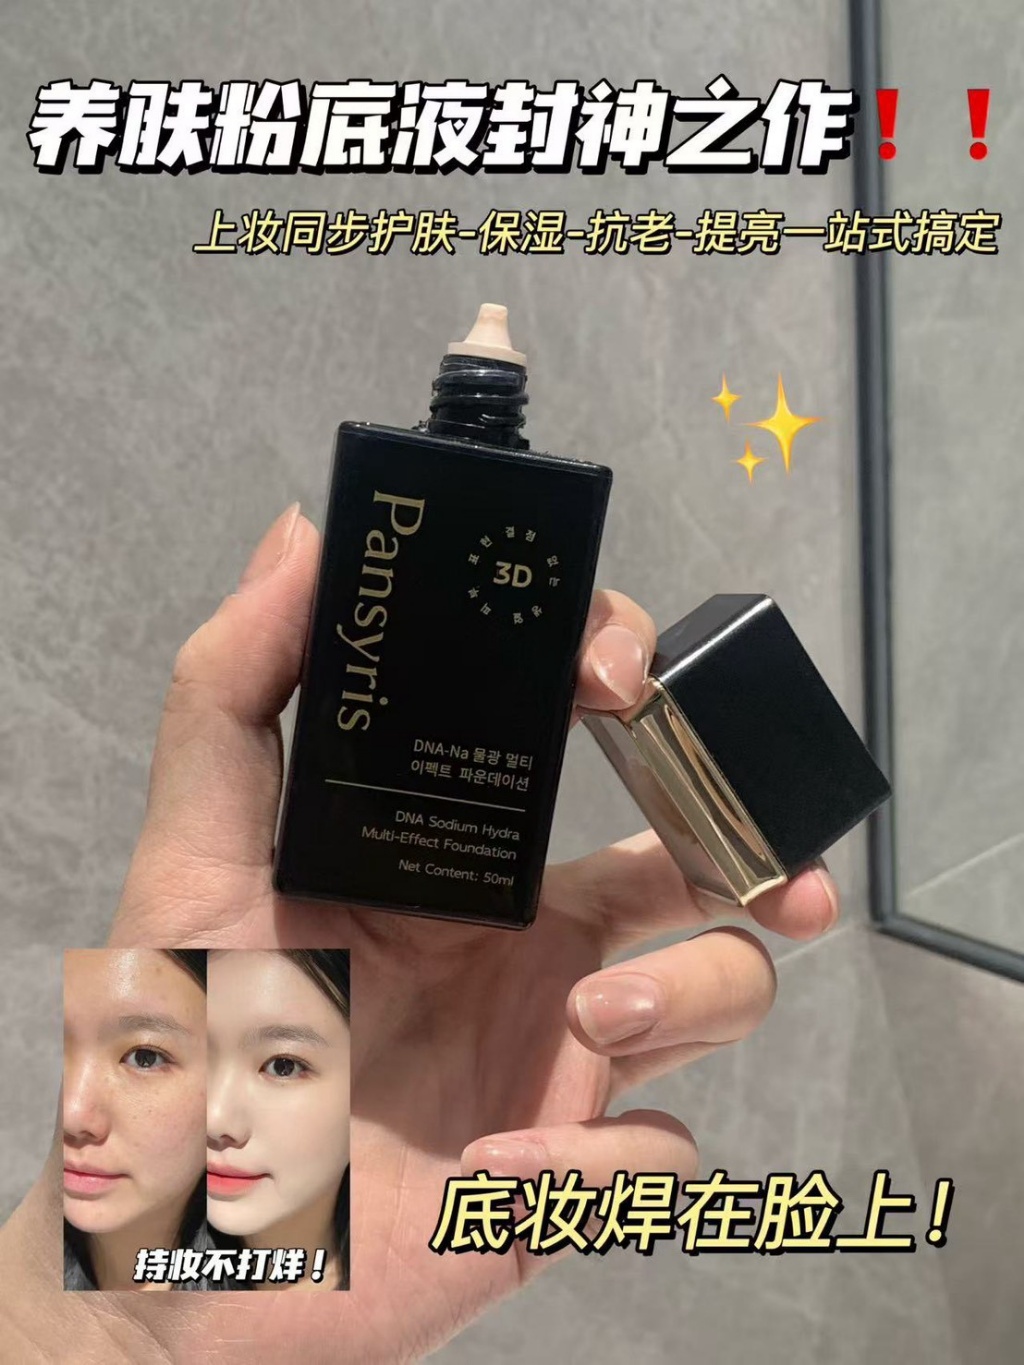 养肤粉底液封神之作❗❗
上妆同步护肤-保湿-抗老-提亮一站式搞定
Pansyris
3D
DNA-Na 물광 멀티
이펙트 파운데이션
DNA Sodium Hydra
Multi-Effect Foundation
Net Content: 50ml
底妆焊在脸上!
持妆不打烊!